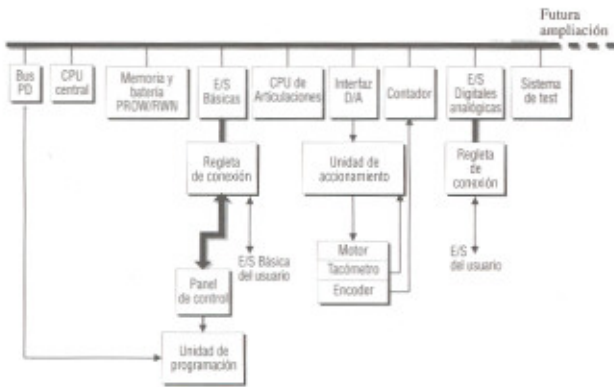 Futura
ampliación
Bus
PD
CPU
central
Memoria y
batería
PROW/RWN
E/S
Básicas
CPU de
Articulaciones
Interfaz
D/A
Contador
E/S
Digitales
analógicas
Sistema
de test
Regleta
de conexión
Unidad de
accionamiento
Regleta
de conexión
E/S Básica
del usuario
Motor
Tacómetro
Encoder
E/S
del usuario
Panel
de control
Unidad de
programación